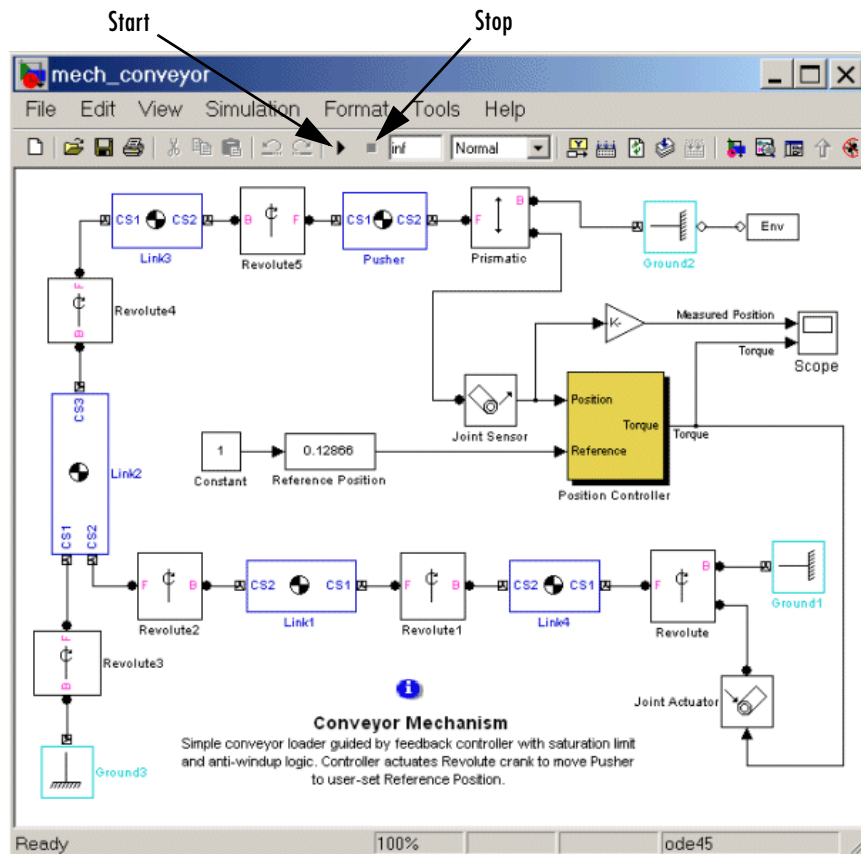 Start Stop
mech_conveyor
File Edit View Simulation Format Tools Help
inf Normal
CS1 CS2 B F CS1 CS2 F B Env
Link3 Revolute5 Pusher Prismatic Ground2
F
Revolute4
B
K-
Measured Position
Torque
Scope
CS3
Link2
CS1 CS2
Joint Sensor
Position
Torque
Torque
Reference
Position Controller
1
Constant
0.12866
Reference Position
F B CS2 CS1 F B CS2 CS1 F B
Revolute2 Link1 Revolute1 Link4 Revolute Ground1
F
Revolute3
B
Ground3
Joint Actuator
i
Conveyor Mechanism
Simple conveyor loader guided by feedback controller with saturation limit
and anti-windup logic. Controller actuates Revolute crank to move Pusher
to user-set Reference Position.
Ready 100% ode45